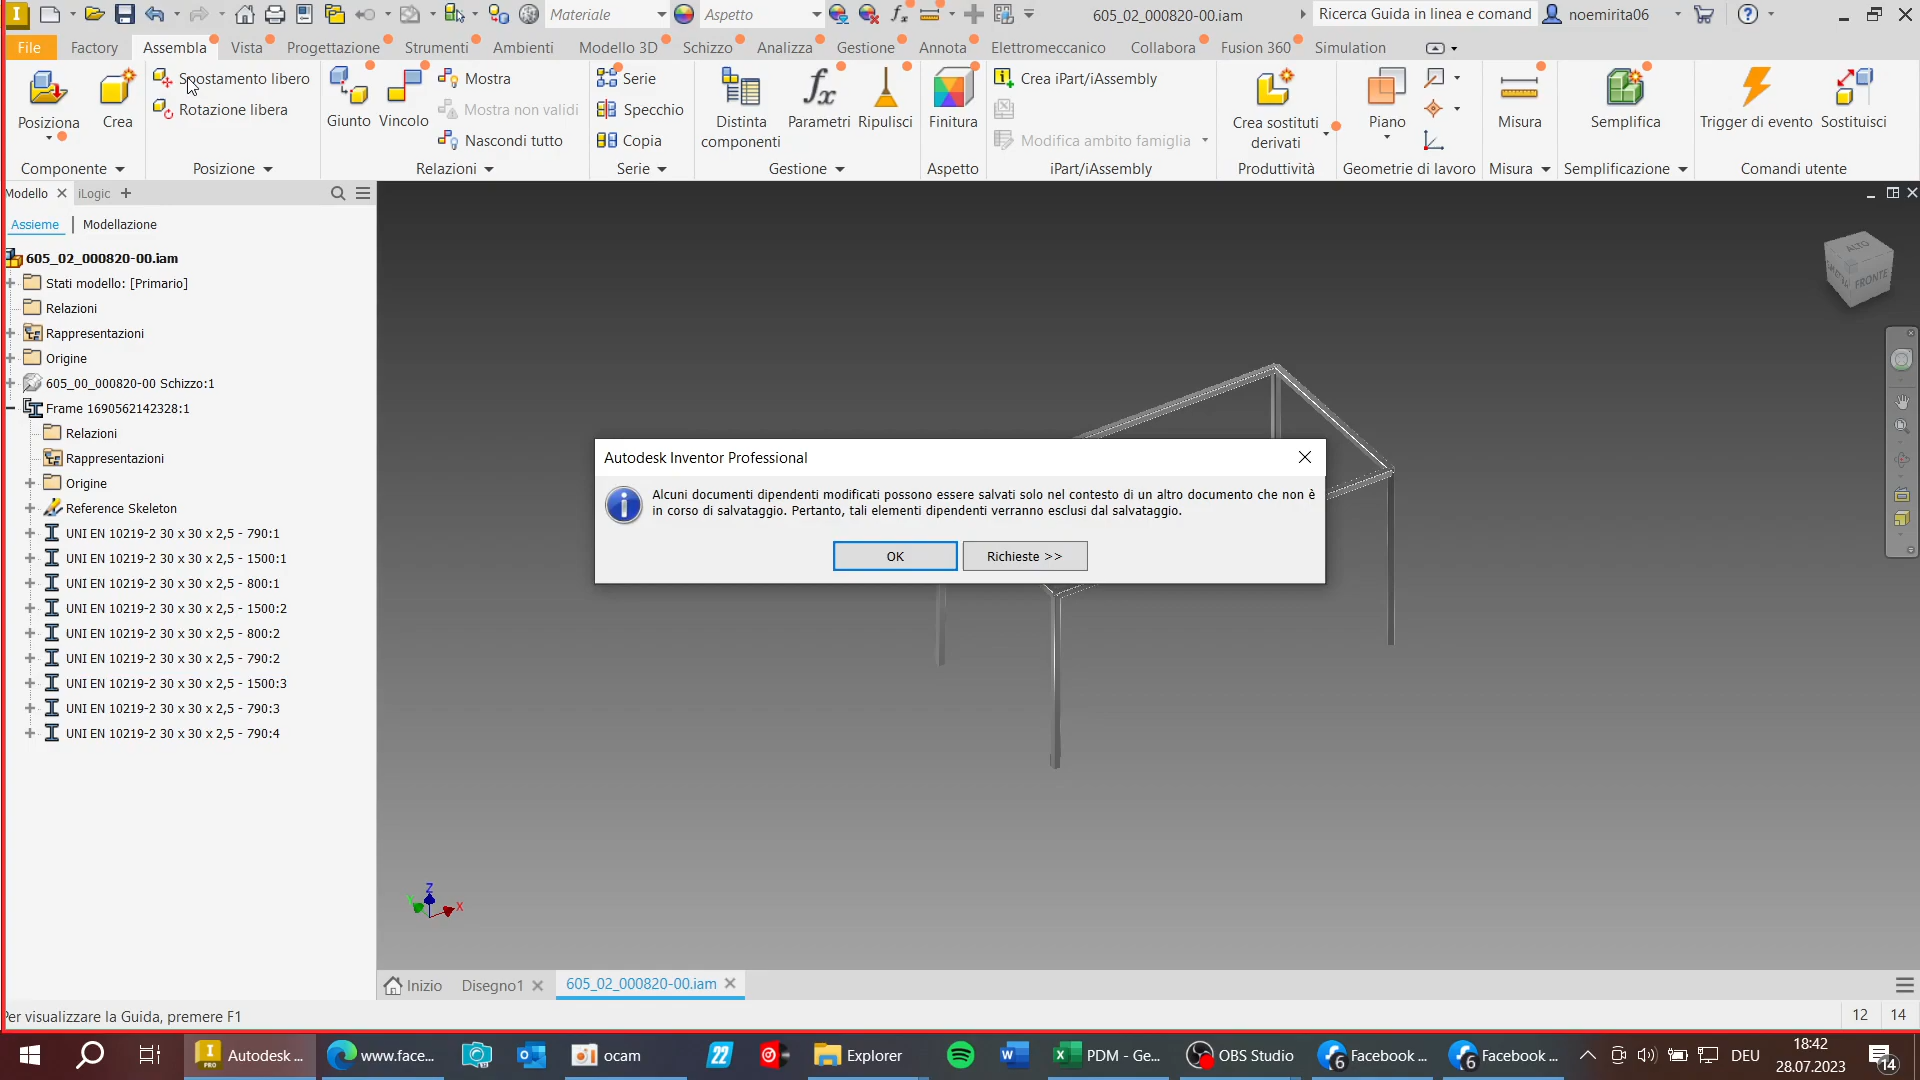 Materiale
Aspetto
605_02_000820-00.iam
Ricerca Guida in linea e comand
noemirita06
File
Factory
Assembla
Vista
Progettazione
Strumenti
Ambienti
Modello 3D
Schizzo
Analizza
Gestione
Annota
Elettromeccanico
Collabora
Fusion 360
Simulation
Posiziona
Crea
Spostamento libero
Rotazione libera
Giunto
Vincolo
Mostra
Mostra non validi
Nascondi tutto
Serie
Specchio
Copia
Distinta
componenti
Parametri
Ripulisci
Finitura
Crea iPart/iAssembly
Modifica ambito famiglia
Crea sostituti
derivati
Piano
Misura
Semplifica
Trigger di evento
Sostituisci
Componente
Posizione
Relazioni
Serie
Gestione
Aspetto
iPart/iAssembly
Produttività
Geometrie di lavoro
Misura
Semplificazione
Comandi utente
Modello
iLogic
Assieme
Modellazione
605_02_000820-00.iam
Stati modello: [Primario]
Relazioni
Rappresentazioni
Origine
605_00_000820-00 Schizzo:1
Frame 1690562142328:1
Relazioni
Rappresentazioni
Origine
Reference Skeleton
UNI EN 10219-2 30 x 30 x 2,5 - 790:1
UNI EN 10219-2 30 x 30 x 2,5 - 1500:1
UNI EN 10219-2 30 x 30 x 2,5 - 800:1
UNI EN 10219-2 30 x 30 x 2,5 - 1500:2
UNI EN 10219-2 30 x 30 x 2,5 - 800:2
UNI EN 10219-2 30 x 30 x 2,5 - 790:2
UNI EN 10219-2 30 x 30 x 2,5 - 1500:3
UNI EN 10219-2 30 x 30 x 2,5 - 790:3
UNI EN 10219-2 30 x 30 x 2,5 - 790:4
ALTO
FRONTE
Autodesk Inventor Professional
Alcuni documenti dipendenti modificati possono essere salvati solo nel contesto di un altro documento che non è
in corso di salvataggio. Pertanto, tali elementi dipendenti verranno esclusi dal salvataggio.
OK
Richieste >>
Z
X
Inizio
Disegno1
605_02_000820-00.iam
Per visualizzare la Guida, premere F1
12
14
Autodesk ...
www.face...
ocam
22
Explorer
PDM - Ge...
OBS Studio
Facebook ...
Facebook ...
DEU
18:42
28.07.2023
14